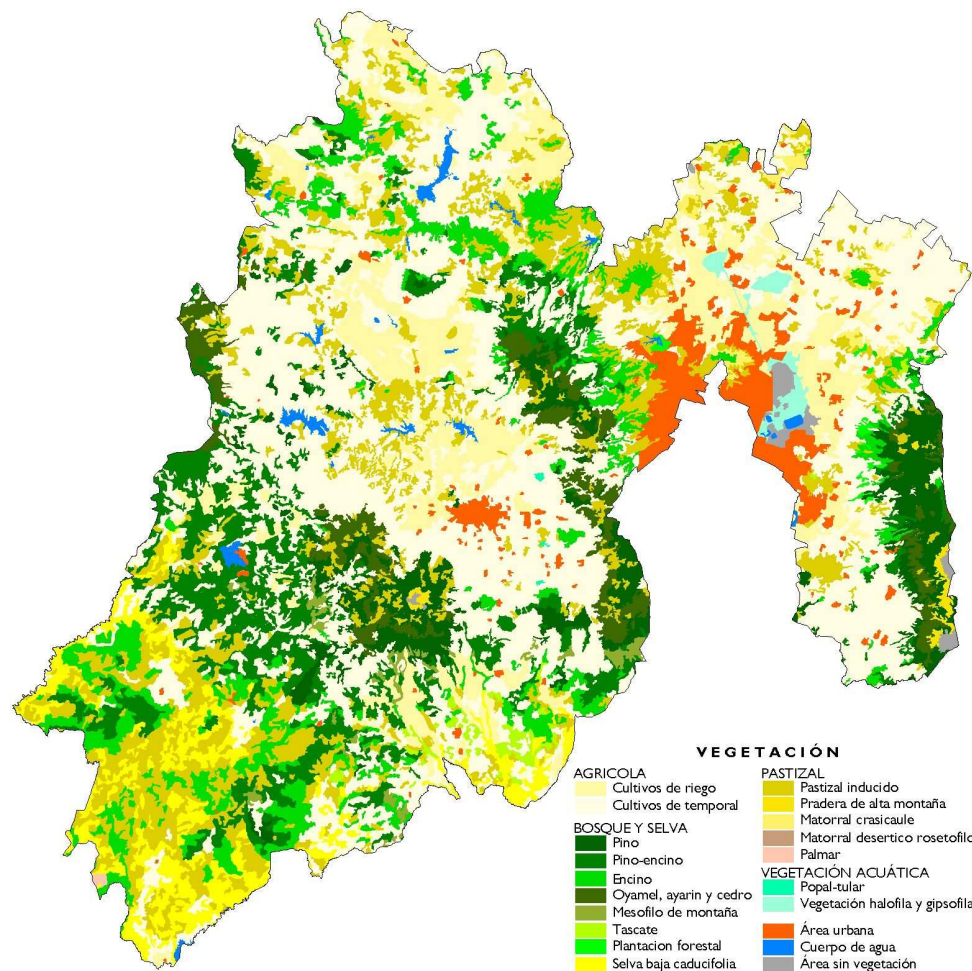 VEGETACIÓN
AGRICOLA
Cultivos de riego
Cultivos de temporal
BOSQUE Y SELVA
Pino
Pino-encino
Encino
Oyamel, ayarin y cedro
Mesofilo de montaña
Tascate
Plantacion forestal
Selva baja caducifolia
PASTIZAL
Pastizal inducido
Pradera de alta montaña
Matorral crasicaule
Matorral desertico rosetofilo
Palmar
VEGETACIÓN ACUÁTICA
Popal-tular
Vegetación halofila y gipsofila
Área urbana
Cuerpo de agua
Área sin vegetación